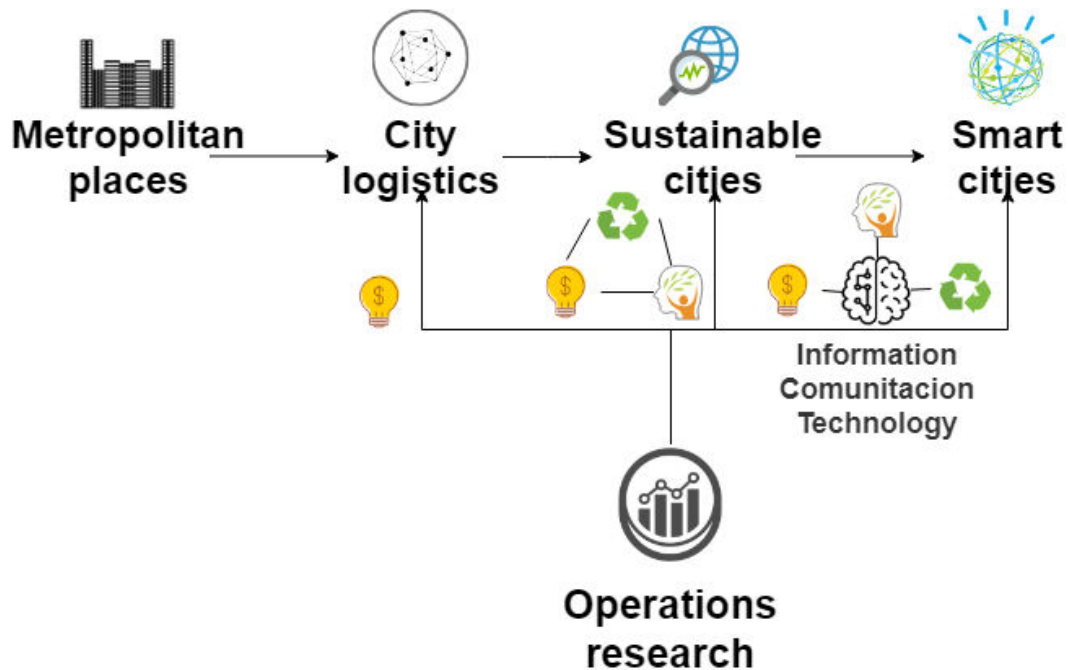 Metropolitan
places
City
logistics
Sustainable
cities
Smart
cities
$
$
$
Information
Comunitacion
Technology
Operations
research